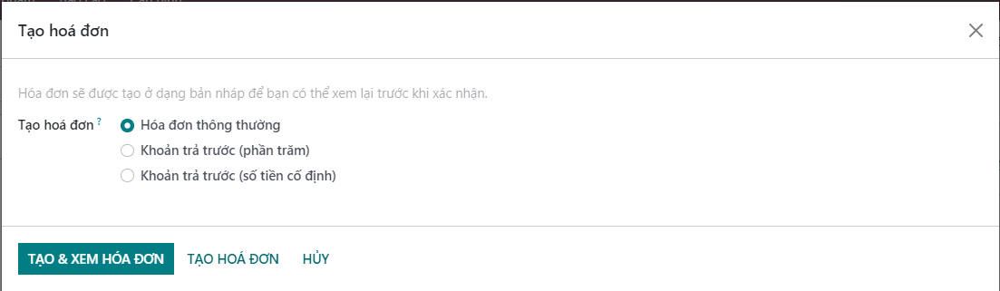 Tạo hoá đơn
Hóa đơn sẽ được tạo ở dạng bản nháp để bạn có thể xem lại trước khi xác nhận.
Tạo hoá đơn ?
Hóa đơn thông thường
Khoản trả trước (phần trăm)
Khoản trả trước (số tiền cố định)
TẠO & XEM HÓA ĐƠN TẠO HOÁ ĐƠN HỦY